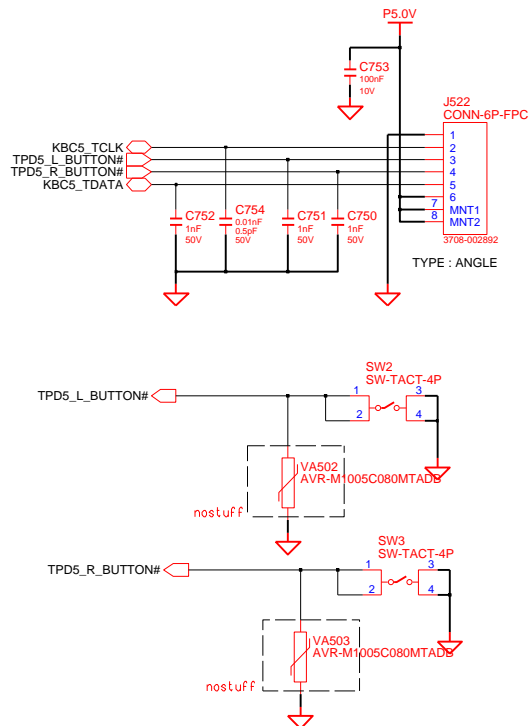 P5.0V
C753
100nF
10V
J522
CONN-6P-FPC
1
KBC5_TCLK
2
TPD5_L_BUTTON#
3
TPD5_R_BUTTON#
4
KBC5_TDATA
5
6
7
MNT1
8
MNT2
3708-002892
TYPE : ANGLE
C752
1nF
50V
C754
0.01nF
0.5pF
50V
C751
1nF
50V
C750
1nF
50V
SW2
SW-TACT-4P
TPD5_L_BUTTON#
1
3
2
4
VA502
AVR-M1005C080MTADB
nostuff
SW3
SW-TACT-4P
TPD5_R_BUTTON#
1
3
2
4
VA503
AVR-M1005C080MTADB
nostuff